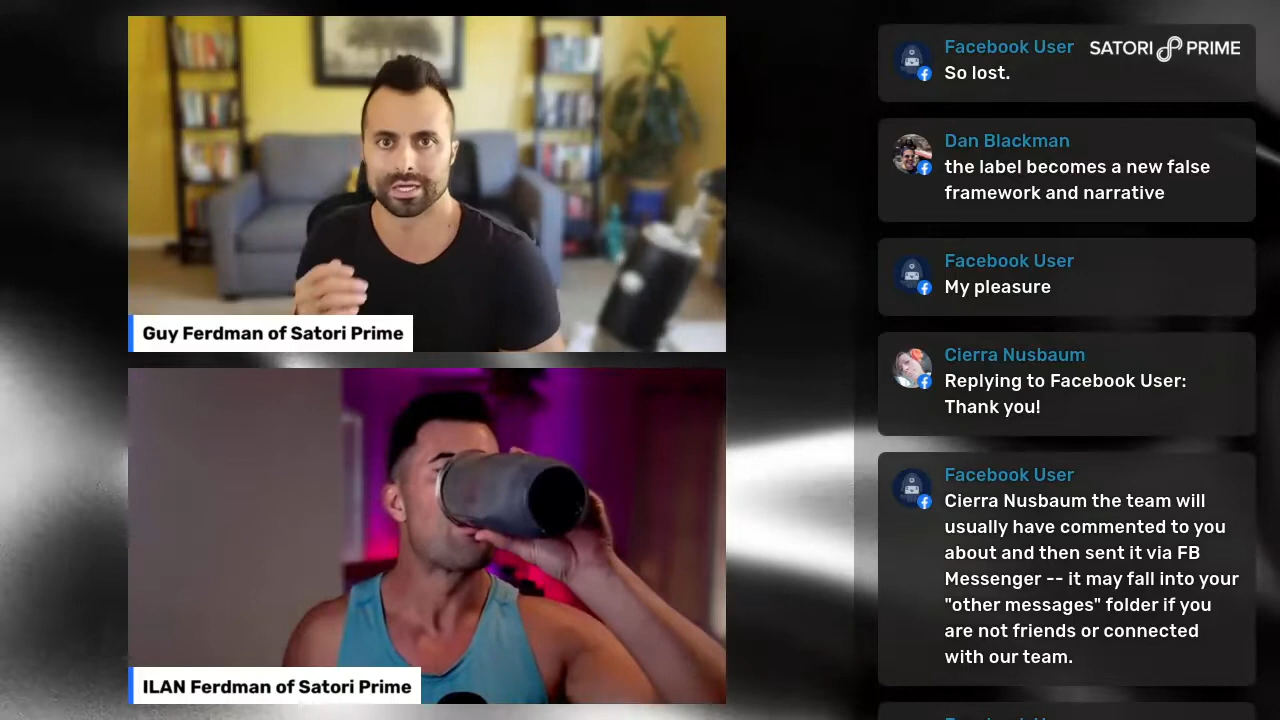 Guy Ferdman of Satori Prime
ILAN Ferdman of Satori Prime
SATORI PRIME
Facebook User
So lost.
Dan Blackman
the label becomes a new false
framework and narrative
Facebook User
My pleasure
Cierra Nusbaum
Replying to Facebook User:
Thank you!
Facebook User
Cierra Nusbaum the team will
usually have commented to you
about and then sent it via FB
Messenger -- it may fall into your
"other messages" folder if you
are not friends or connected
with our team.